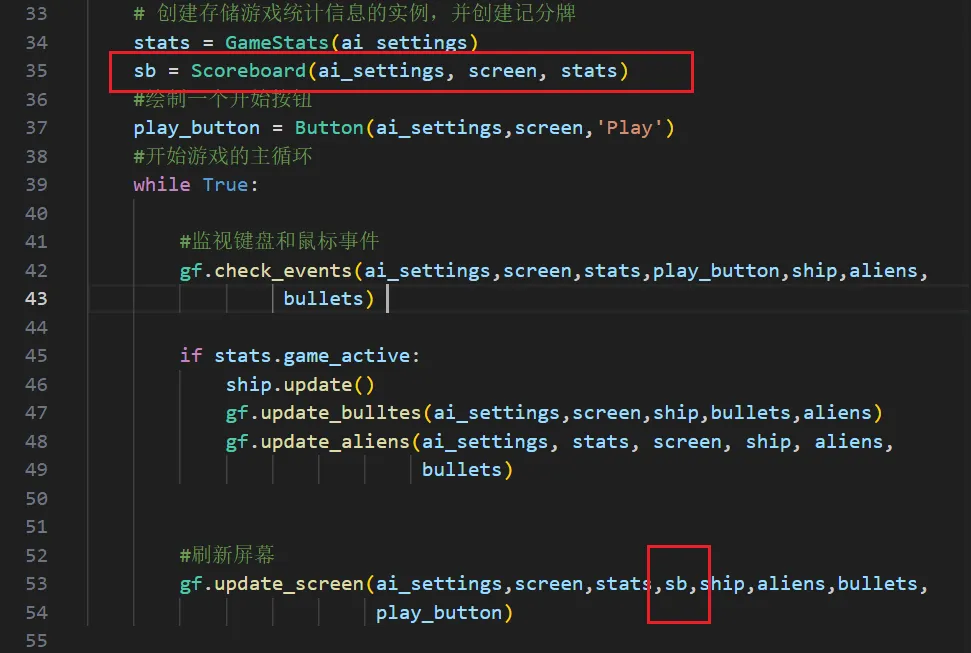 33 # 创建存储游戏统计信息的实例，并创建记分牌
34 stats = GameStats(ai_settings)
35 sb = Scoreboard(ai_settings, screen, stats)
36 #绘制一个开始按钮
37 play_button = Button(ai_settings,screen,'Play')
38 #开始游戏的主循环
39 while True:
40
41 #监视键盘和鼠标事件
42 gf.check_events(ai_settings,screen,stats,play_button,ship,aliens,
43 bullets)
44
45 if stats.game_active:
46 ship.update()
47 gf.update_bulltes(ai_settings,screen,ship,bullets,aliens)
48 gf.update_aliens(ai_settings, stats, screen, ship, aliens,
49 bullets)
50
51
52 #刷新屏幕
53 gf.update_screen(ai_settings,screen,stats,sb,ship,aliens,bullets,
54 play_button)
55